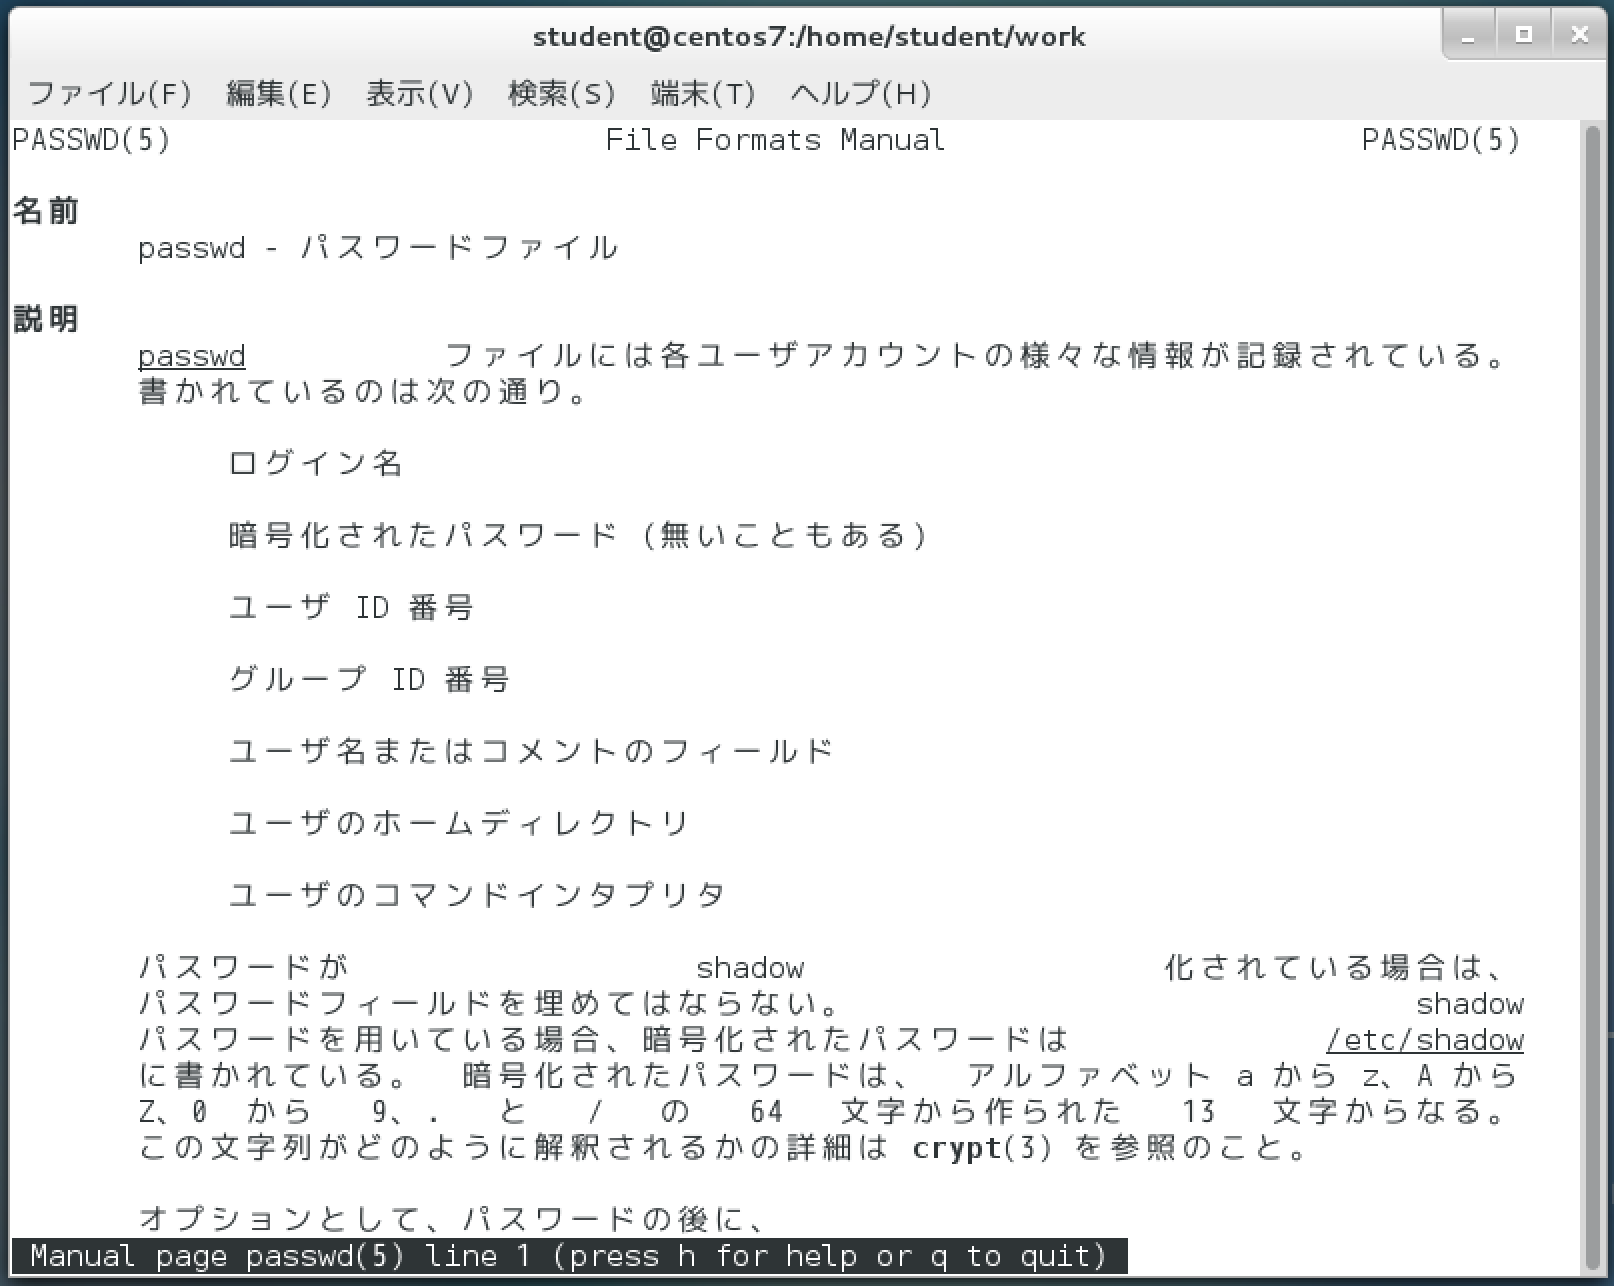 student@centos7:/home/student/work
ファイル(F) 編集(E) 表示(V) 検索(S) 端末(T) ヘルプ(H)
PASSWD(5) File Formats Manual PASSWD(5)
名前
passwd - パスワードファイル
説明
passwd ファイルには各ユーザアカウントの様々な情報が記録されている。
書かれているのは次の通り。
ログイン名
暗号化されたパスワード (無いこともある)
ユーザ ID 番号
グループ ID 番号
ユーザ名またはコメントのフィールド
ユーザのホームディレクトリ
ユーザのコマンドインタプリタ
パスワードが shadow 化されている場合は、
パスワードフィールドを埋めてはならない。 shadow
パスワードを用いている場合、暗号化されたパスワードは /etc/shadow
に書かれている。 暗号化されたパスワードは、 アルファベット a から z、A から
Z、0 から 9、. と / の 64 文字から作られた 13 文字からなる。
この文字列がどのように解釈されるかの詳細は crypt(3) を参照のこと。
オプションとして、パスワードの後に、
Manual page passwd(5) line 1 (press h for help or q to quit)